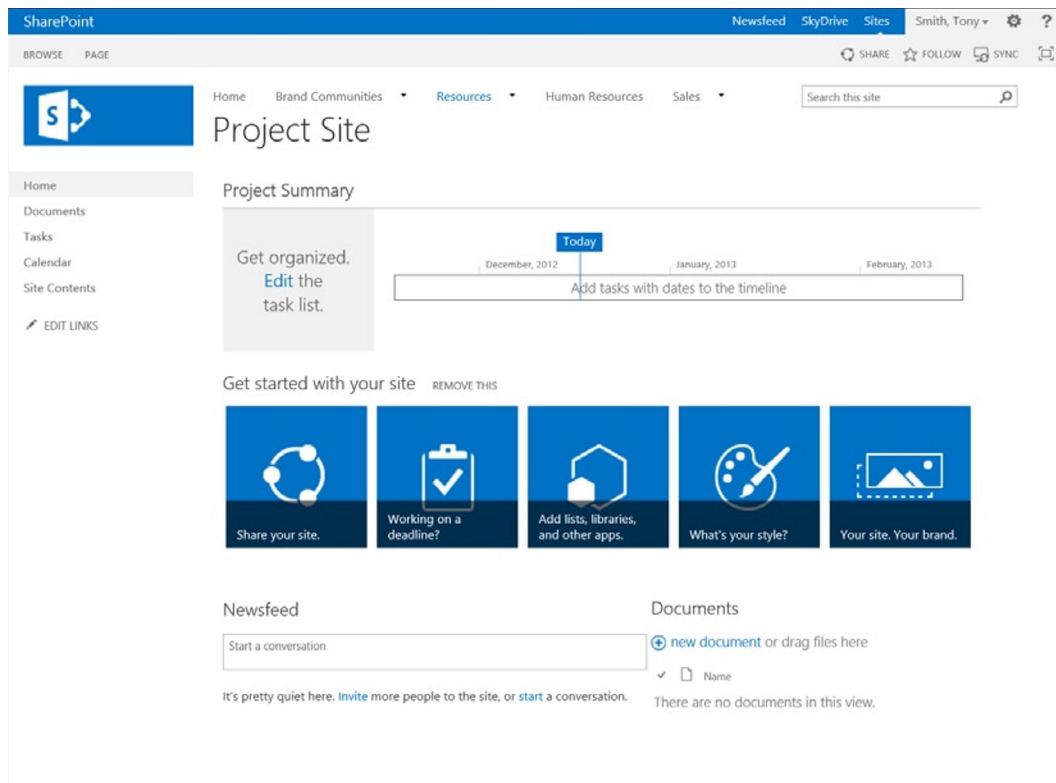 SharePoint
Newsfeed SkyDrive Sites Smith, Tony ?
BROWSE PAGE
SHARE FOLLOW SYNC
S
Home Brand Communities Resources Human Resources Sales
Search this site
Project Site
Home
Documents
Tasks
Calendar
Site Contents
EDIT LINKS
Project Summary
Get organized.
Edit the
task list.
Today
December, 2012 January, 2013 February, 2013
Add tasks with dates to the timeline
Get started with your site REMOVE THIS
Share your site.
Working on a
deadline?
Add lists, libraries,
and other apps.
What's your style?
Your site. Your brand.
Newsfeed
Start a conversation
It's pretty quiet here. Invite more people to the site, or start a conversation.
Documents
new document or drag files here
Name
There are no documents in this view.